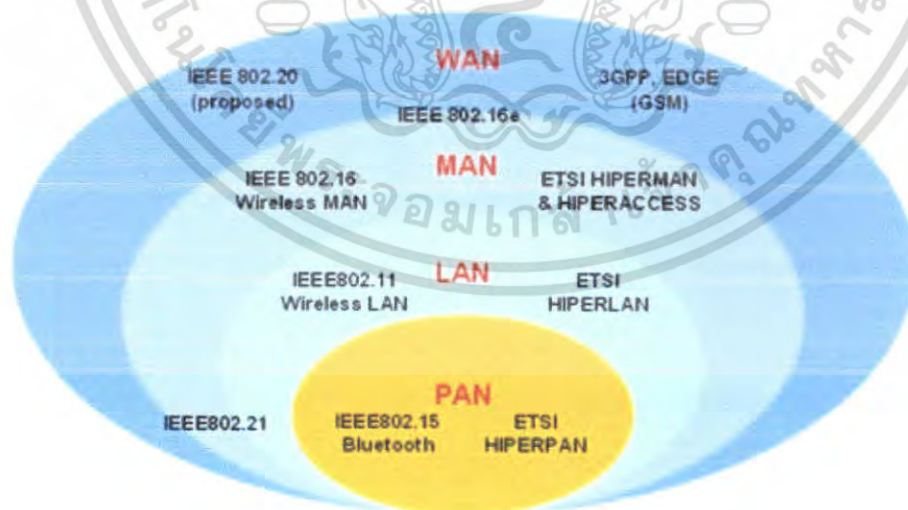 WAN
IEEE 802.20
(proposed)
3GPP, EDGE
(GSM)
IEEE 802.16e
MAN
IEEE 802.16
Wireless MAN
ETSI HIPERMAN
& HIPERACCESS
LAN
IEEE802.11
Wireless LAN
ETSI
HIPERLAN
PAN
IEEE802.21
IEEE802.15
Bluetooth
ETSI
HIPERPAN